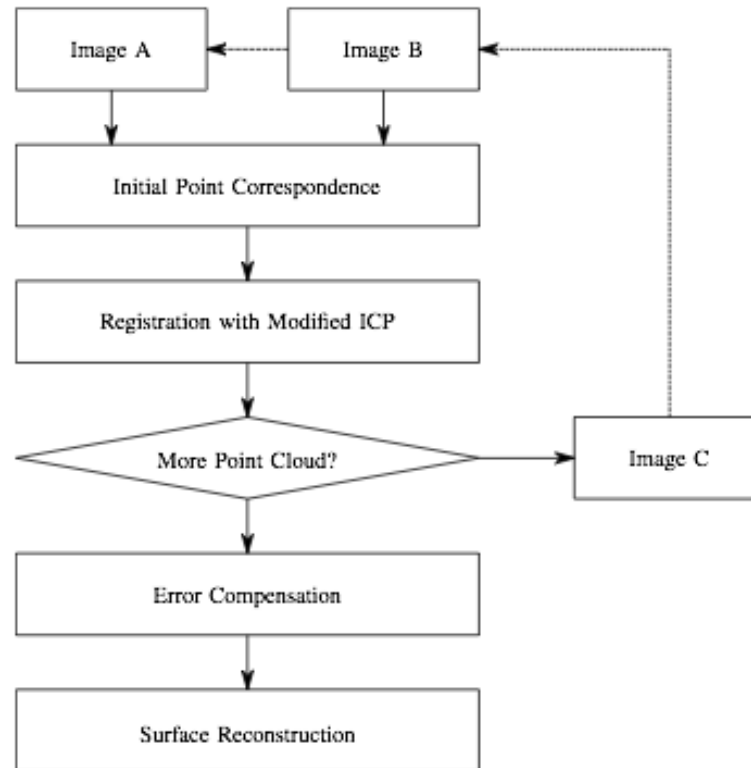 Image A
Image B
Initial Point Correspondence
Registration with Modified ICP
More Point Cloud?
Image C
Error Compensation
Surface Reconstruction